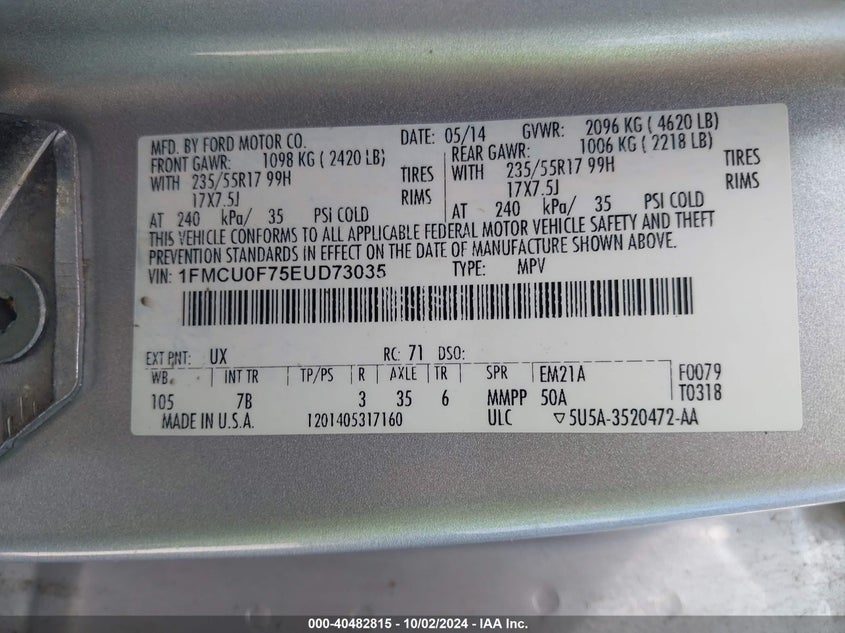 MFD. BY FORD MOTOR CO. DATE: 05/14 GVWR: 2096 KG ( 4620 LB)
FRONT GAWR: 1098 KG ( 2420 LB) REAR GAWR: 1006 KG ( 2218 LB)
WITH 235/55R17 99H TIRES WITH 235/55R17 99H TIRES
17X7.5J RIMS 17X7.5J RIMS
AT 240 kPa/ 35 PSI COLD AT 240 kPa/ 35 PSI COLD
THIS VEHICLE CONFORMS TO ALL APPLICABLE FEDERAL MOTOR VEHICLE SAFETY AND THEFT
PREVENTION STANDARDS IN EFFECT ON THE DATE OF MANUFACTURE SHOWN ABOVE.
VIN: 1FMCU0F75EUD73035 TYPE: MPV
EXT PNT: UX RC: 71 DSO:
WB. INT TR TP/PS R AXLE TR SPR EM21A F0079
105 7B 3 35 6 MMPP 50A T0318
MADE IN U.S.A. 1201405317160 ULC ▽5U5A-3520472-AA
000-40482815 - 10/02/2024 - IAA Inc.